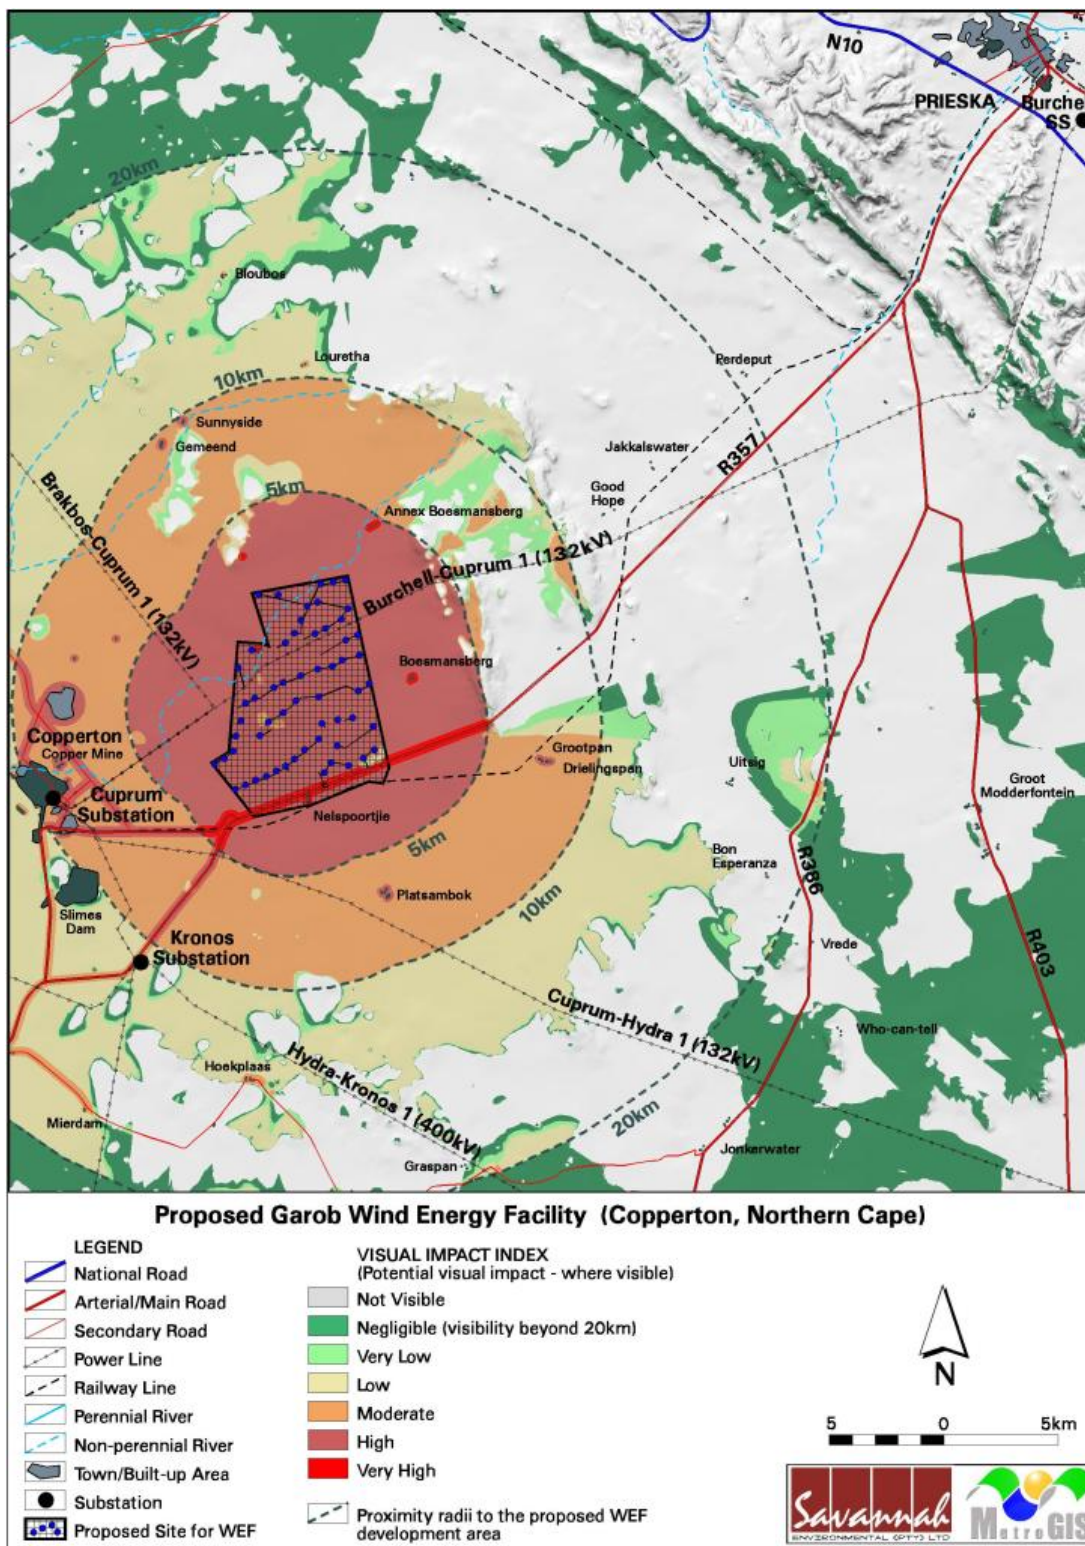 N10
PRIESKA
Burche
SS
20km
Bloubos
Louretha
10km
Perdeput
Sunnyside
Gemeend
R357
Jakkalswater
Good
Hope
5km
Annex Boesmansberg
Brakbos-Cuprum 1 (132kV)
Burchell-Cuprum 1 (132kV)
Boesmansberg
Copperton
Copper Mine
Grootpan
Drielingspan
Uitsig
Groot
Modderfontein
Cuprum
Substation
Nelspoortjie
5km
Bon
Esperanza
R386
Platsambok
10km
Slimes
Dam
Kronos
Substation
Vrede
R403
Cuprum-Hydra 1 (132kV)
Who-can-tell
Hydra-Kronos 1 (400kV)
Hoekplaas
20km
Mierdam
Graspan
Jonkerwater
Proposed Garob Wind Energy Facility (Copperton, Northern Cape)
LEGEND
National Road
Arterial/Main Road
Secondary Road
Power Line
Railway Line
Perennial River
Non-perennial River
Town/Built-up Area
Substation
Proposed Site for WEF
VISUAL IMPACT INDEX
(Potential visual impact - where visible)
Not Visible
Negligible (visibility beyond 20km)
Very Low
Low
Moderate
High
Very High
Proximity radii to the proposed WEF
development area
N
5 0 5km
Savannah
ENVIRONMENTAL (PTY) LTD
MetroGIS